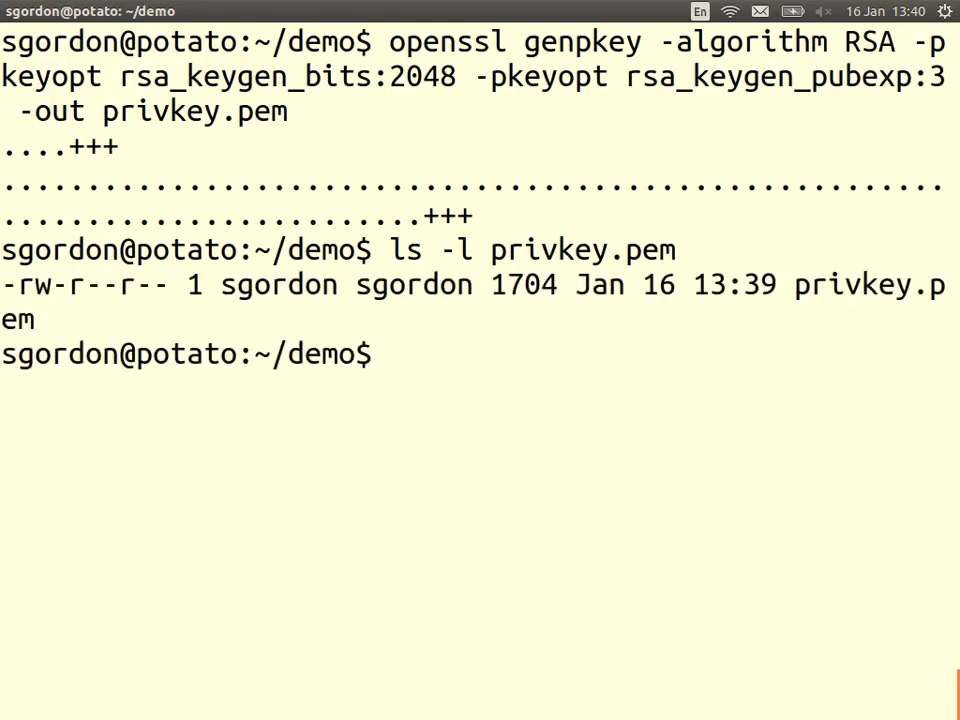 sgordon@potato: ~/demo En 16 Jan 13:40
sgordon@potato:~/demo$ openssl genpkey -algorithm RSA -p
keyopt rsa_keygen_bits:2048 -pkeyopt rsa_keygen_pubexp:3
 -out privkey.pem
....+++
........................................................
.........................+++
sgordon@potato:~/demo$ ls -l privkey.pem
-rw-r--r-- 1 sgordon sgordon 1704 Jan 16 13:39 privkey.p
em
sgordon@potato:~/demo$